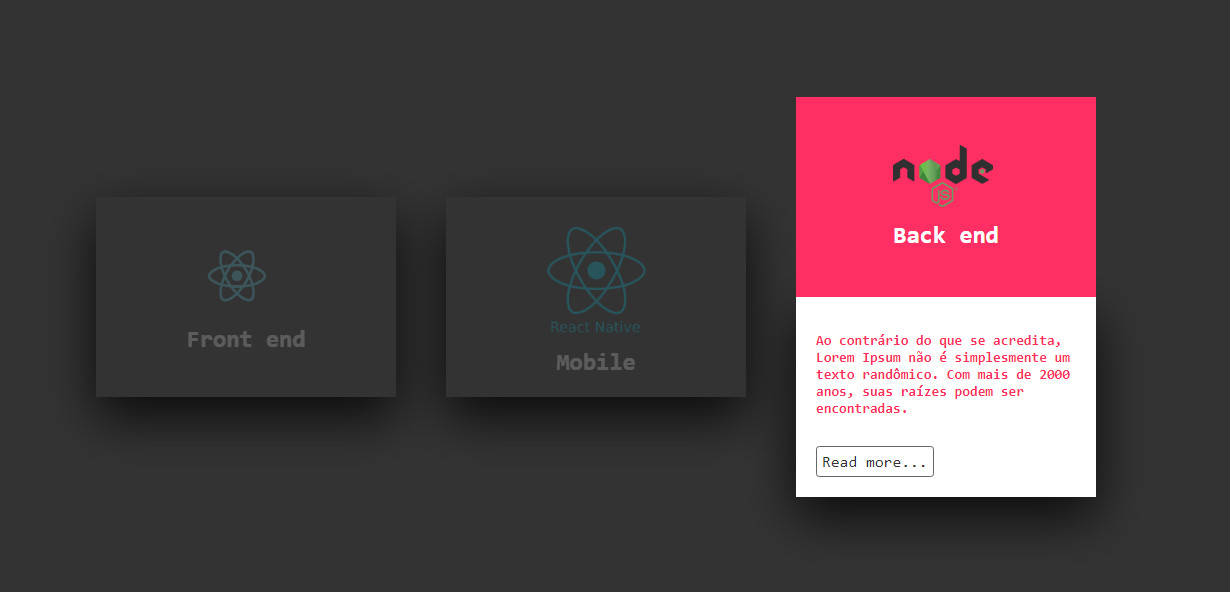 Front end
React Native
Mobile
node
JS
Back end
Ao contrário do que se acredita,
Lorem Ipsum não é simplesmente um
texto randômico. Com mais de 2000
anos, suas raízes podem ser
encontradas.
Read more...